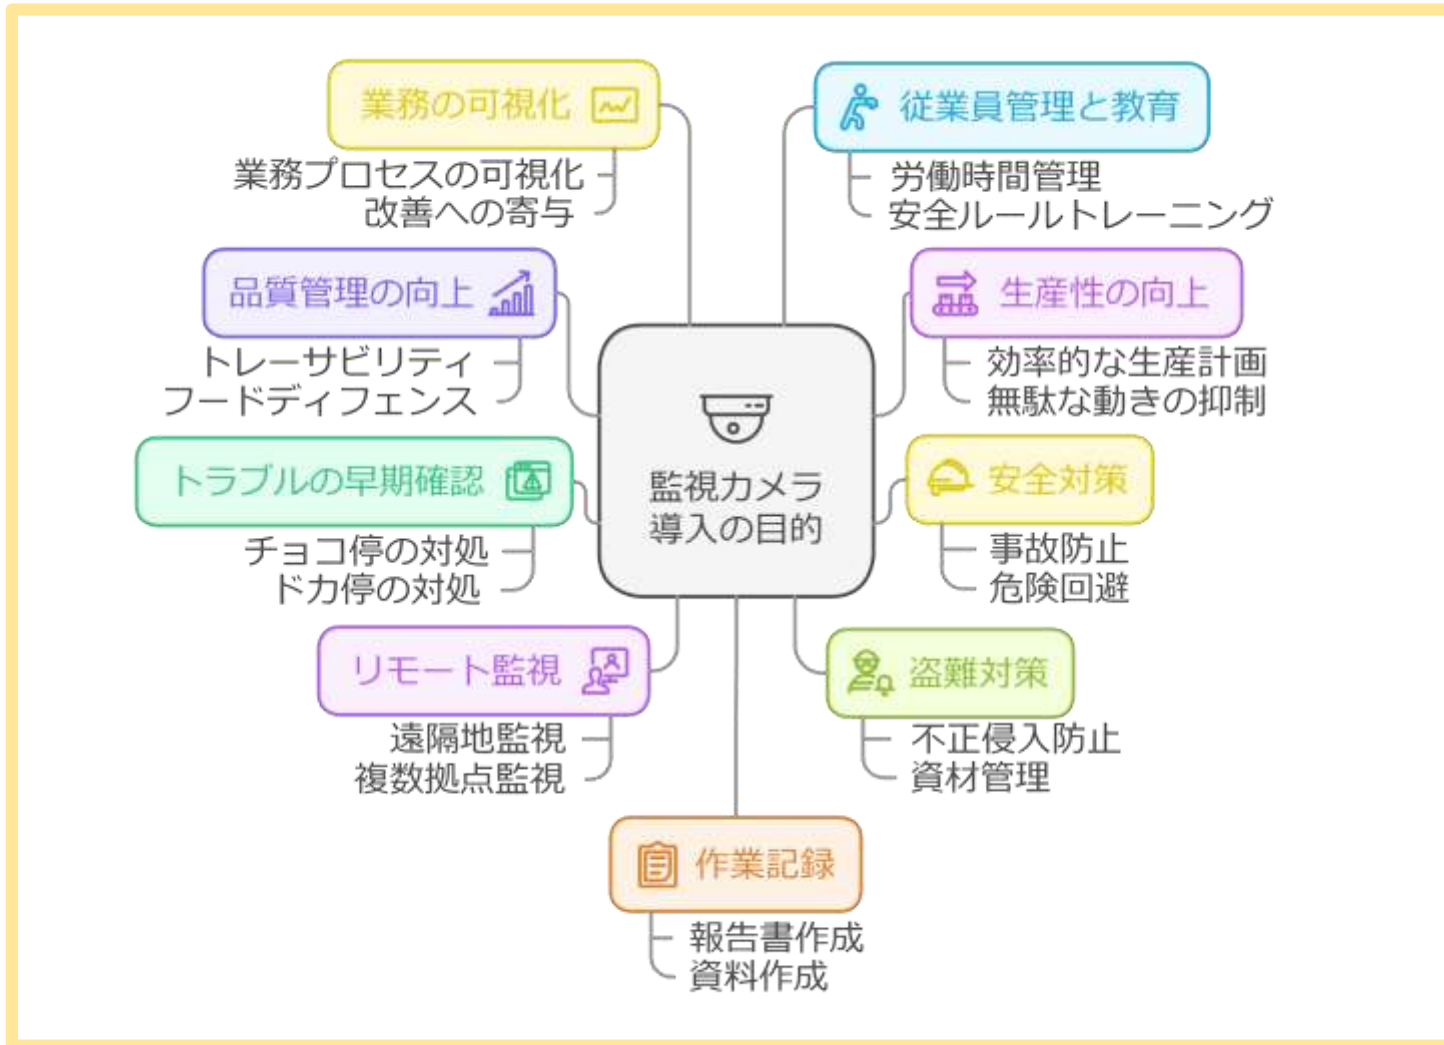 業務の可視化
業務プロセスの可視化
改善への寄与
従業員管理と教育
労働時間管理
安全ルールトレーニング
品質管理の向上
トレーサビリティ
フードディフェンス
生産性の向上
効率的な生産計画
無駄な動きの抑制
監視カメラ
導入の目的
トラブルの早期確認
チョコ停の対処
ドカ停の対処
安全対策
事故防止
危険回避
リモート監視
遠隔地監視
複数拠点監視
盗難対策
不正侵入防止
資材管理
作業記録
報告書作成
資料作成